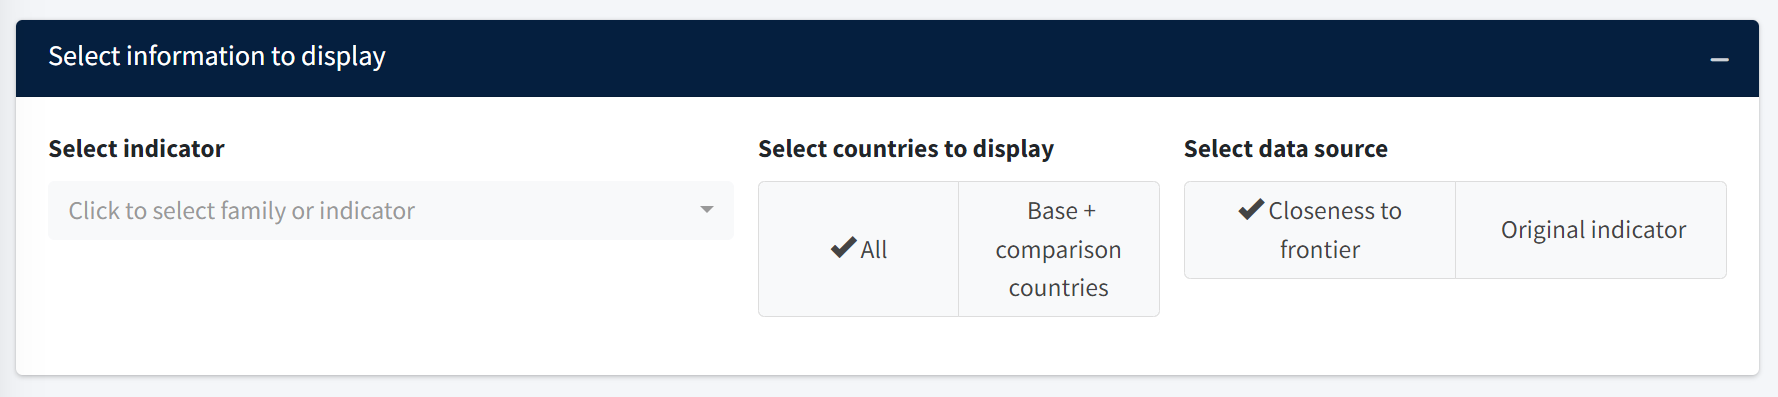 Select information to display
Select indicator
Click to select family or indicator
Select countries to display
All
Base +
comparison
countries
Select data source
Closeness to
frontier
Original indicator